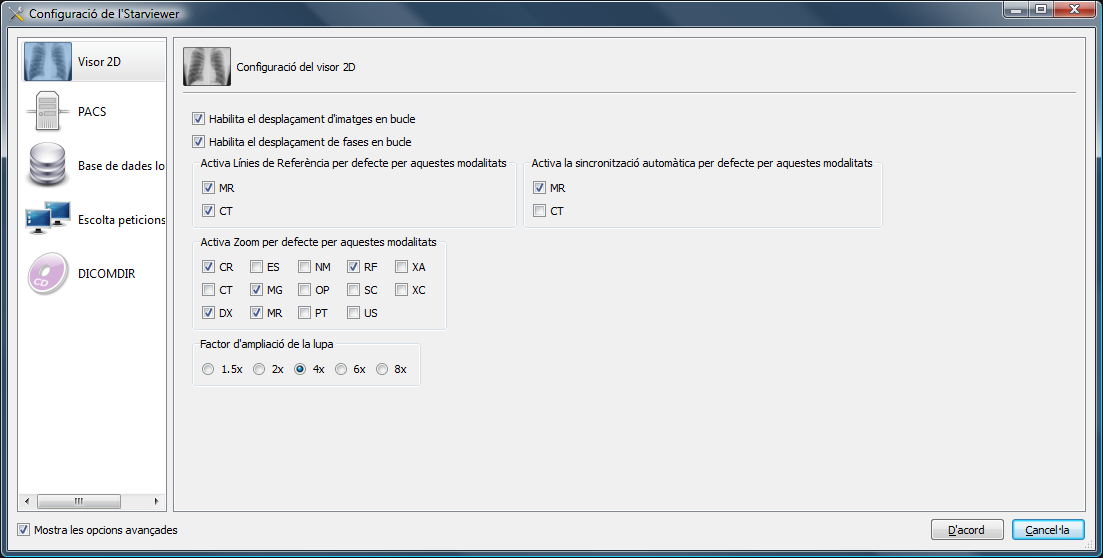 Configuració de l'Starviewer
Visor 2D
PACS
Base de dades lo
Escolta peticions
CD
DICOMDIR
Configuració del visor 2D
Habilita el desplaçament d'imatges en bucle
Habilita el desplaçament de fases en bucle
Activa Línies de Referència per defecte per aquestes modalitats
MR
CT
Activa la sincronització automàtica per defecte per aquestes modalitats
MR
CT
Activa Zoom per defecte per aquestes modalitats
CR ES NM RF XA
CT MG OP SC XC
DX MR PT US
Factor d'ampliació de la lupa
1.5x 2x 4x 6x 8x
Mostra les opcions avançades
D'acord Cancel·la